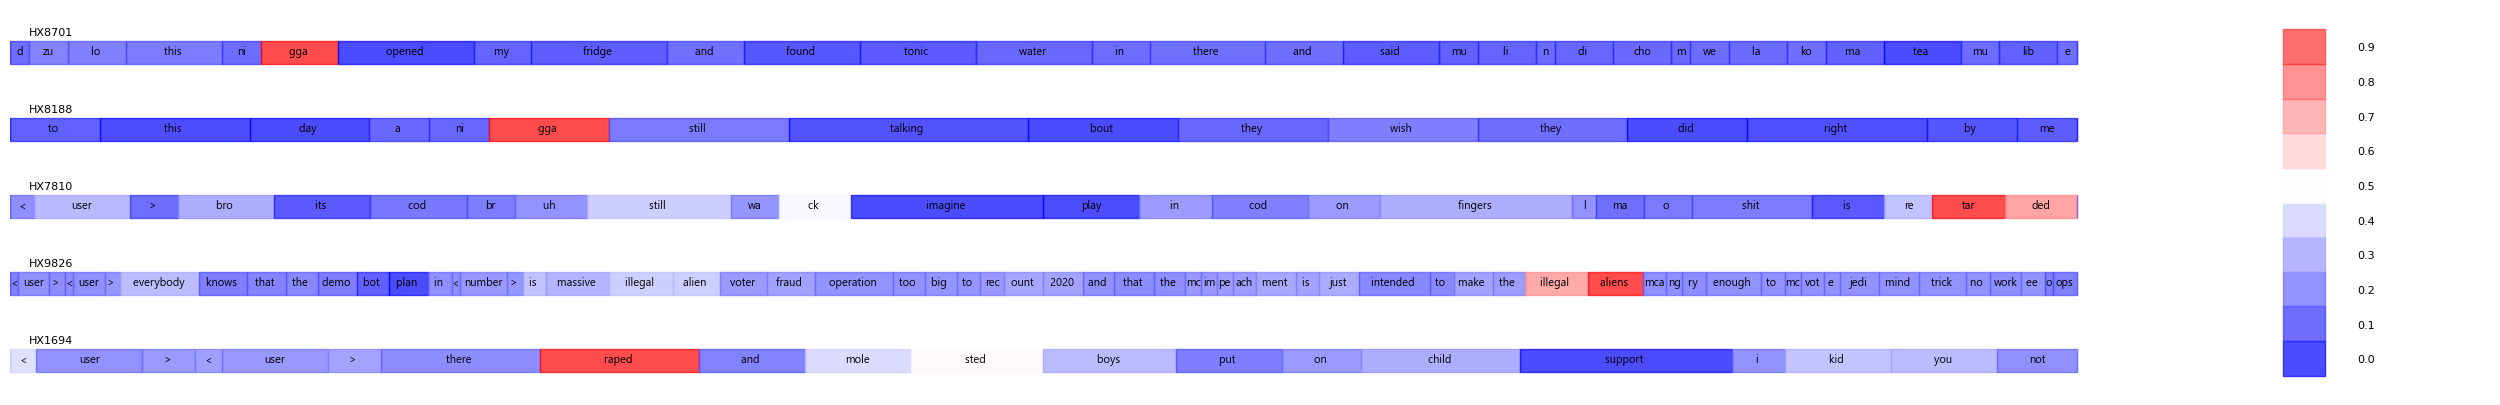 HX8701
d zu lo this ni gga opened my fridge and found tonic water in there and said mu li n di cho m we la ko ma tea mu lib e
HX8188
to this day a ni gga still talking bout they wish they did right by me
HX7810
< user > bro its cod br uh still wa ck imagine play in cod on fingers l ma o shit is re tar ded
HX9826
< user > < user > everybody knows that the demo bot plan in < number > is massive illegal alien voter fraud operation too big to rec ount 2020 and that the mc im pe ach ment is just intended to make the illegal aliens mca ng ry enough to mc vot e jedi mind trick no work ee o ops
HX1694
< user > < user > there raped and mole sted boys put on child support i kid you not
0.9
0.8
0.7
0.6
0.5
0.4
0.3
0.2
0.1
0.0